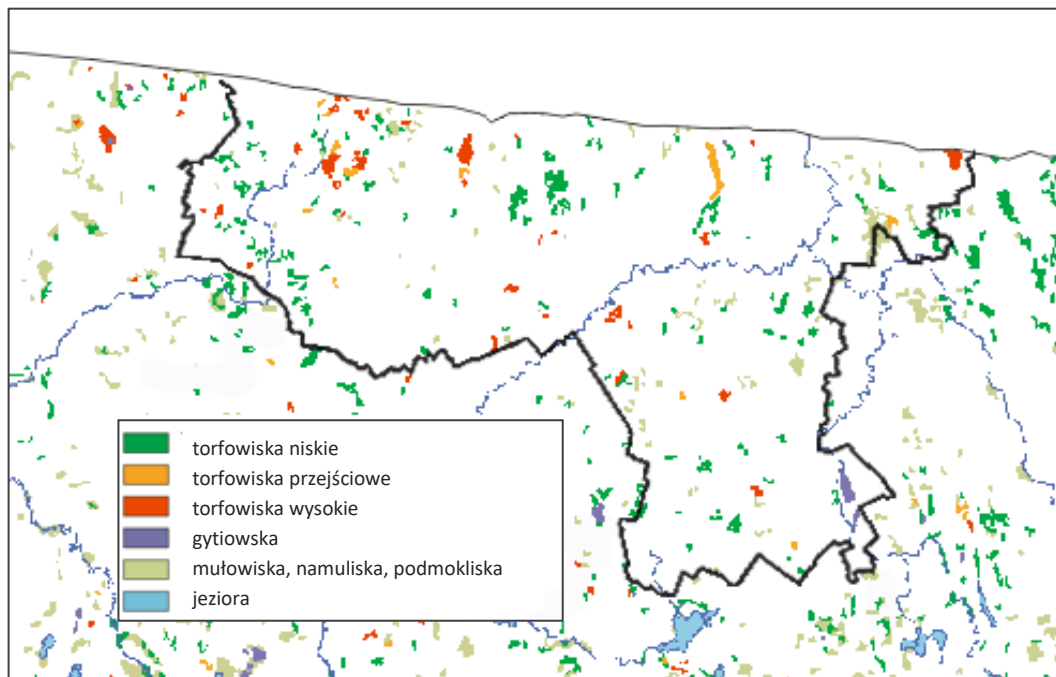 torfowiska niskie
torfowiska przejściowe
torfowiska wysokie
gytiowska
mułowiska, namuliska, podmokliska
jeziora